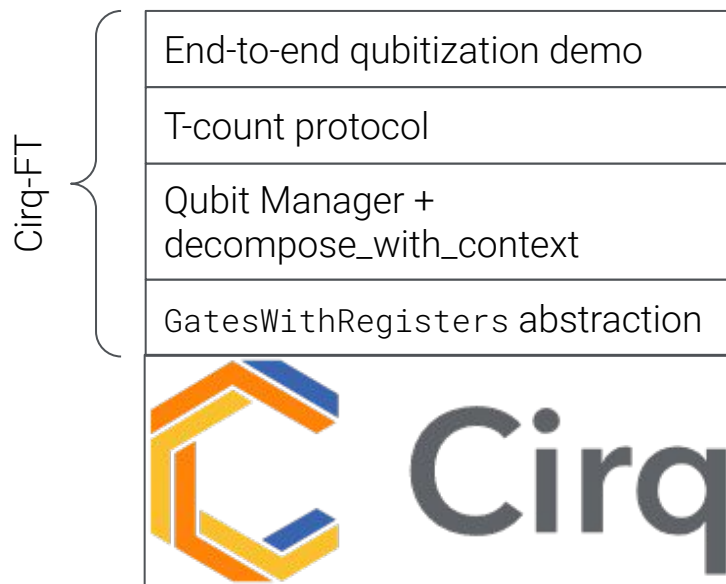 Cirq-FT
End-to-end qubitization demo
T-count protocol
Qubit Manager +
decompose_with_context
GatesWithRegisters abstraction
Cirq